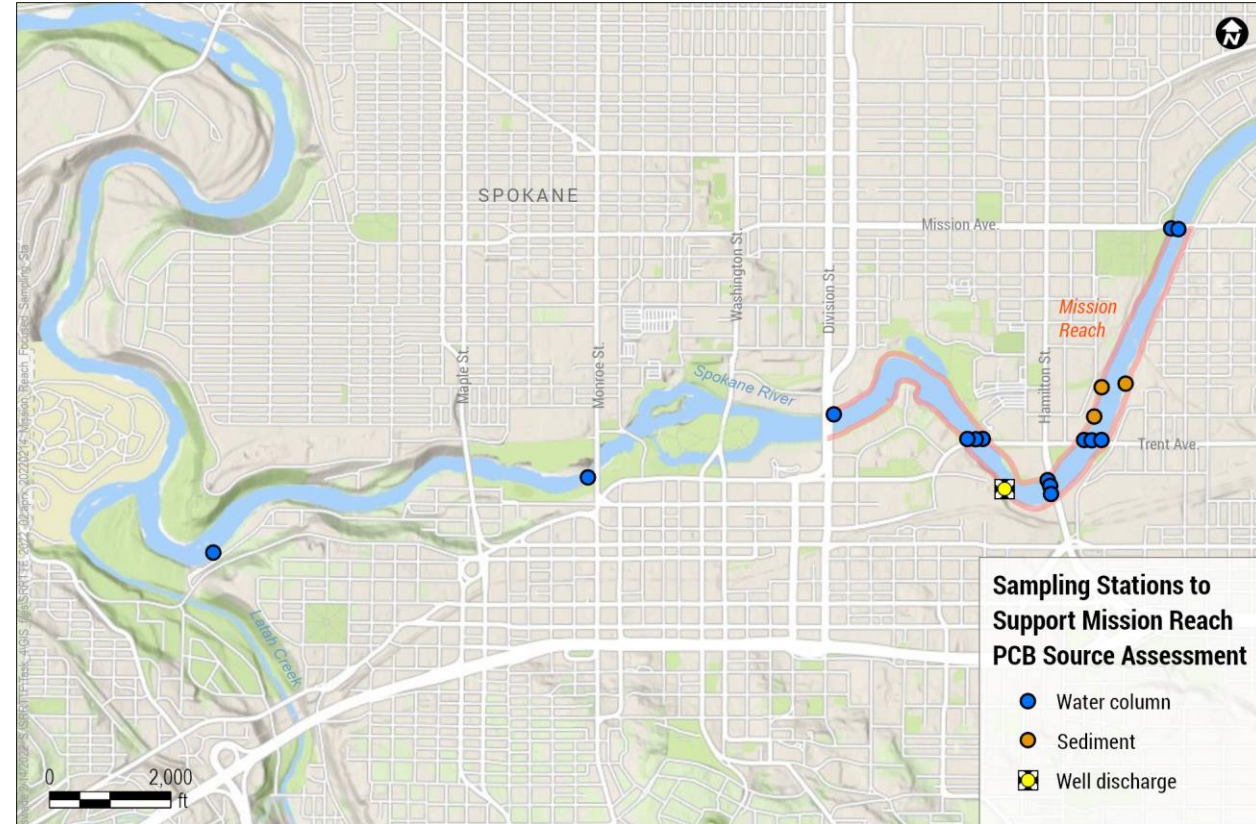 N
SPOKANE
Mission Ave.
Washington St.
Division St.
Mission
Reach
Maple St.
Monroe St.
Spokane River
Hamilton St.
Trent Ave.
Latah Creek
Sampling Stations to
Support Mission Reach
PCB Source Assessment
Water column
Sediment
Well discharge
0 2,000
ft